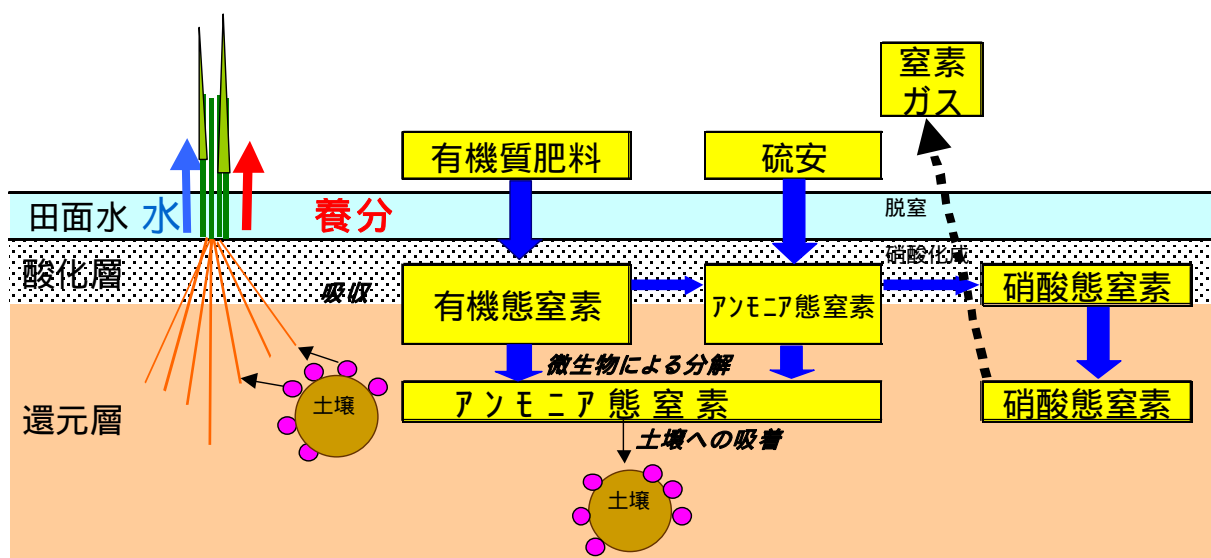 窒素
ガス
有機質肥料
硫安
田面水
水
養分
脱窒
酸化層
硝酸化成
吸収
有機態窒素
アンモニア態窒素
硝酸態窒素
微生物による分解
還元層
土壌
アンモニア態窒素
硝酸態窒素
土壌への吸着
土壌